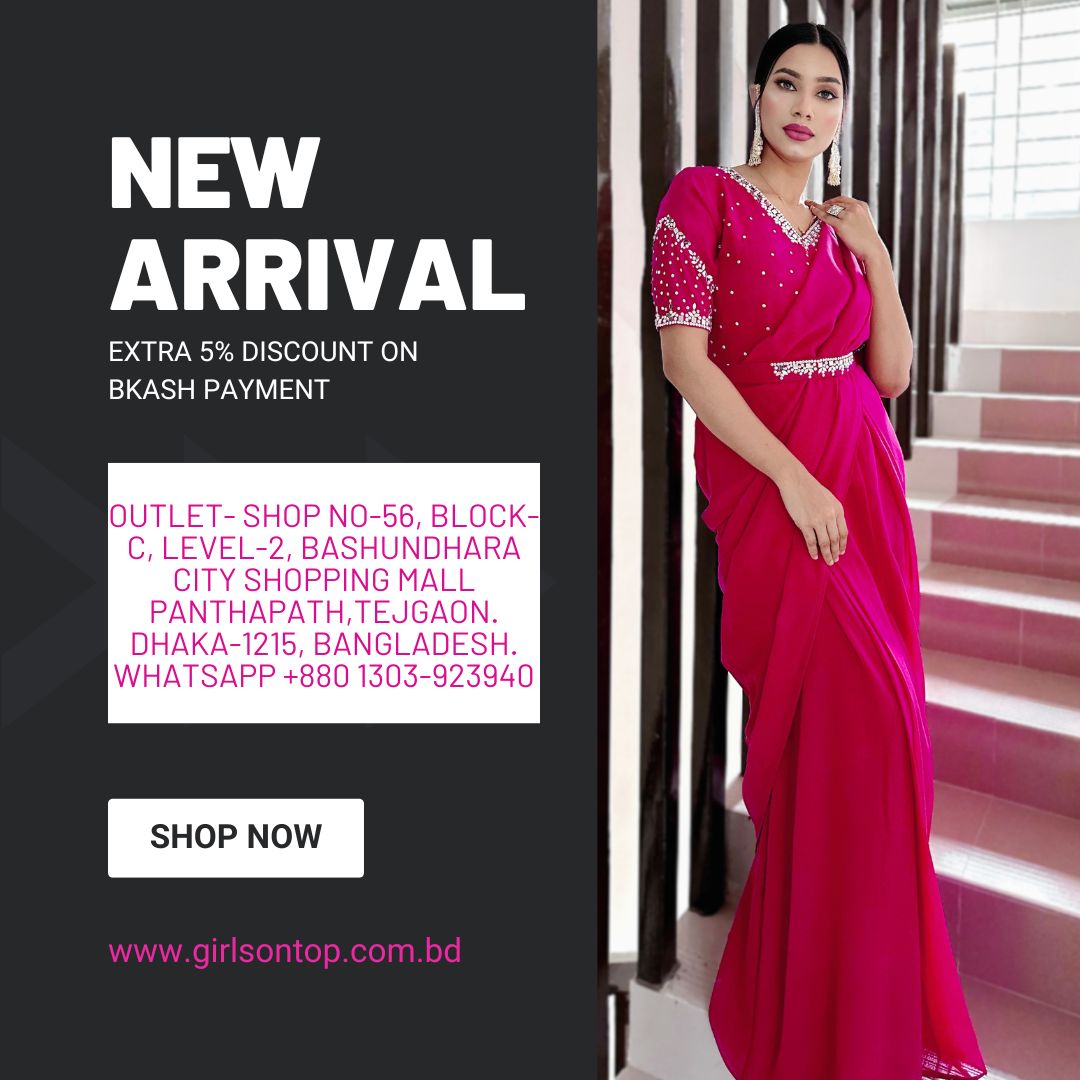 NEW
ARRIVAL
EXTRA 5% DISCOUNT ON
BKASH PAYMENT
OUTLET- SHOP NO-56, BLOCK-
C, LEVEL-2, BASHUNDHARA
CITY SHOPPING MALL
PANTHAPATH,TEJGAON.
DHAKA-1215, BANGLADESH.
WHATSAPP +880 1303-923940
SHOP NOW
www.girlsontop.com.bd